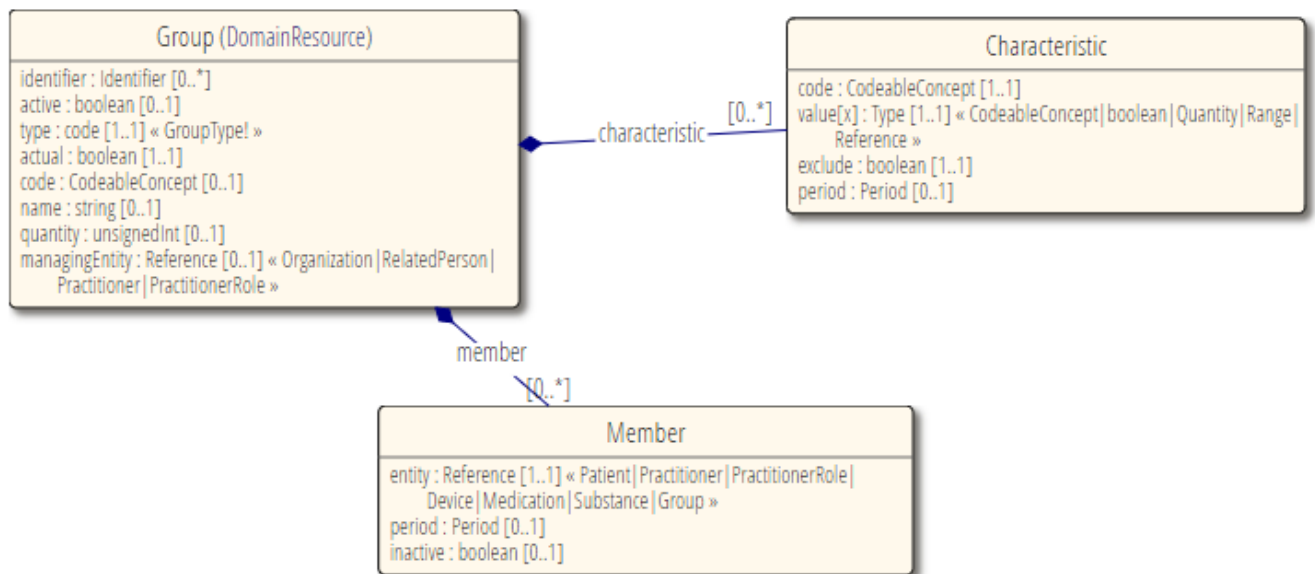 Group (DomainResource)
identifier : Identifier [0..*]
active : boolean [0..1]
type : code [1..1] « GroupType! »
actual : boolean [1..1]
code : CodeableConcept [0..1]
name : string [0..1]
quantity : unsignedInt [0..1]
managingEntity : Reference [0..1] « Organization|RelatedPerson|
Practitioner|PractitionerRole »
characteristic
[0..*]
Characteristic
code : CodeableConcept [1..1]
value[x] : Type [1..1] « CodeableConcept|boolean|Quantity|Range|
Reference »
exclude : boolean [1..1]
period : Period [0..1]
member
[0..*]
Member
entity : Reference [1..1] « Patient|Practitioner|PractitionerRole|
Device|Medication|Substance|Group »
period : Period [0..1]
inactive : boolean [0..1]